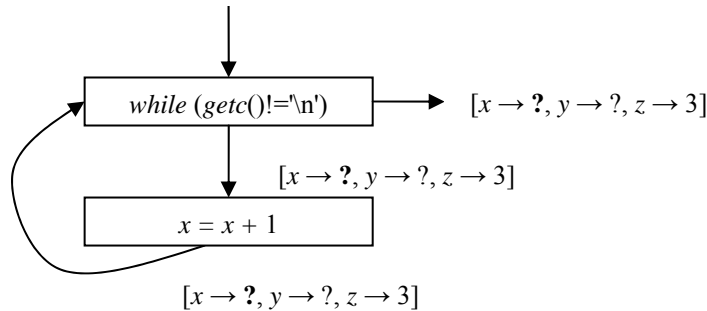 while (getc()!='\n')
[x → ?, y → ?, z → 3]
[x → ?, y → ?, z → 3]
x = x + 1
[x → ?, y → ?, z → 3]